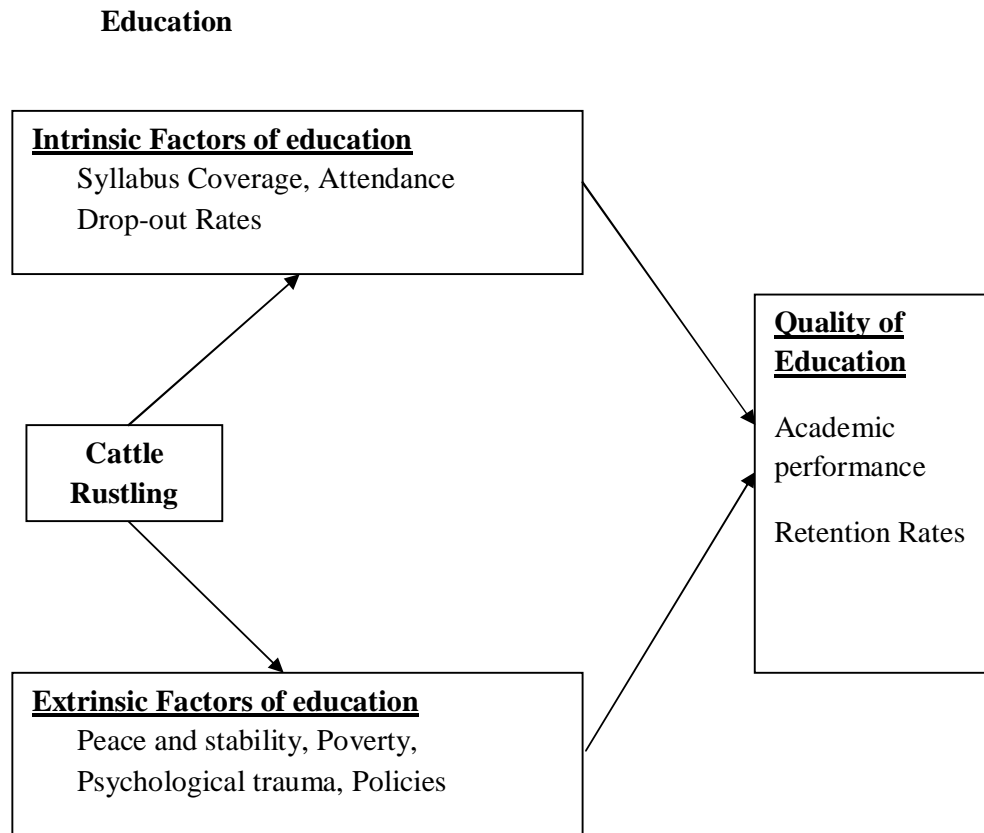 Education
Intrinsic Factors of education
Syllabus Coverage, Attendance
Drop-out Rates
Quality of
Education
Academic
performance
Retention Rates
Cattle
Rustling
Extrinsic Factors of education
Peace and stability, Poverty,
Psychological trauma, Policies